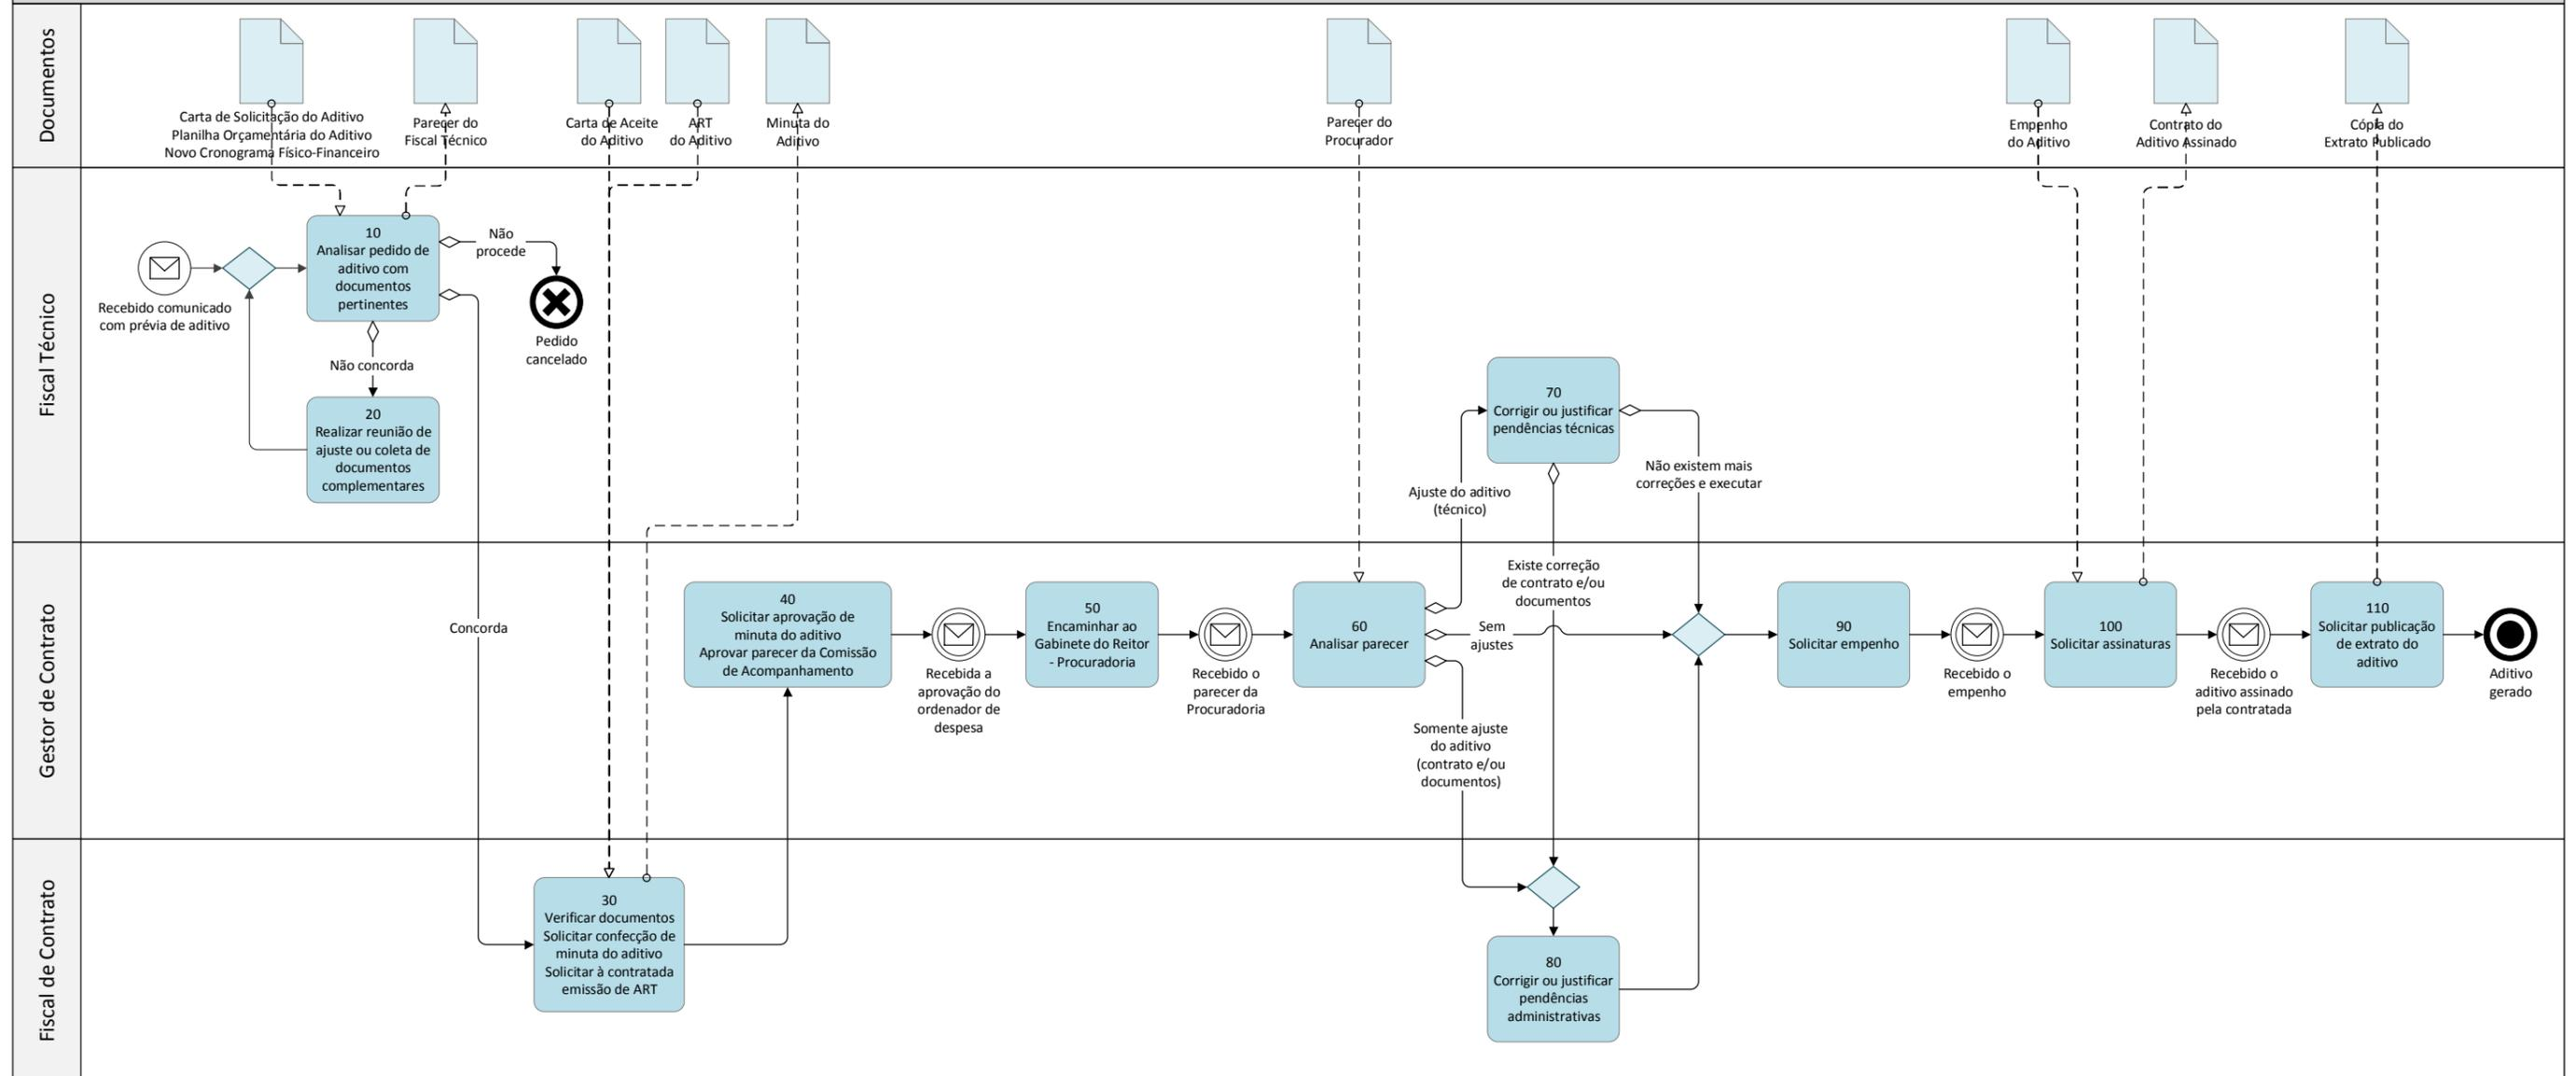 Documentos
Carta de Solicitação do Aditivo
Planilha Orçamentária do Aditivo
Novo Cronograma Físico-Financeiro
Parecer do
Fiscal Técnico
Carta de Aceite
do Aditivo
ART
do Aditivo
Minuta do
Aditivo
Parecer do
Procurador
Empenho
do Aditivo
Contrato do
Aditivo Assinado
Cópia do
Extrato Publicado
Fiscal Técnico
Recebido comunicado
com prévia de aditivo
10
Analisar pedido de
aditivo com
documentos
pertinentes
Não
procede
Pedido
cancelado
Não concorda
20
Realizar reunião de
ajuste ou coleta de
documentos
complementares
70
Corrigir ou justificar
pendências técnicas
Ajuste do aditivo
(técnico)
Não existem mais
correções e executar
Gestor de Contrato
Concorda
40
Solicitar aprovação de
minuta do aditivo
Aprovar parecer da Comissão
de Acompanhamento
Recebida a
aprovação do
ordenador de
despesa
50
Encaminhar ao
Gabinete do Reitor
- Procuradoria
Recebido o
parecer da
Procuradoria
60
Analisar parecer
Sem
ajustes
Existe correção
de contrato e/ou
documentos
Somente ajuste
do aditivo
(contrato e/ou
documentos)
90
Solicitar empenho
Recebido o
empenho
100
Solicitar assinaturas
Recebido o
aditivo assinado
pela contratada
110
Solicitar publicação
de extrato do
aditivo
Aditivo
gerado
Fiscal de Contrato
30
Verificar documentos
Solicitar confecção de
minuta do aditivo
Solicitar à contratada
emissão de ART
80
Corrigir ou justificar
pendências
administrativas